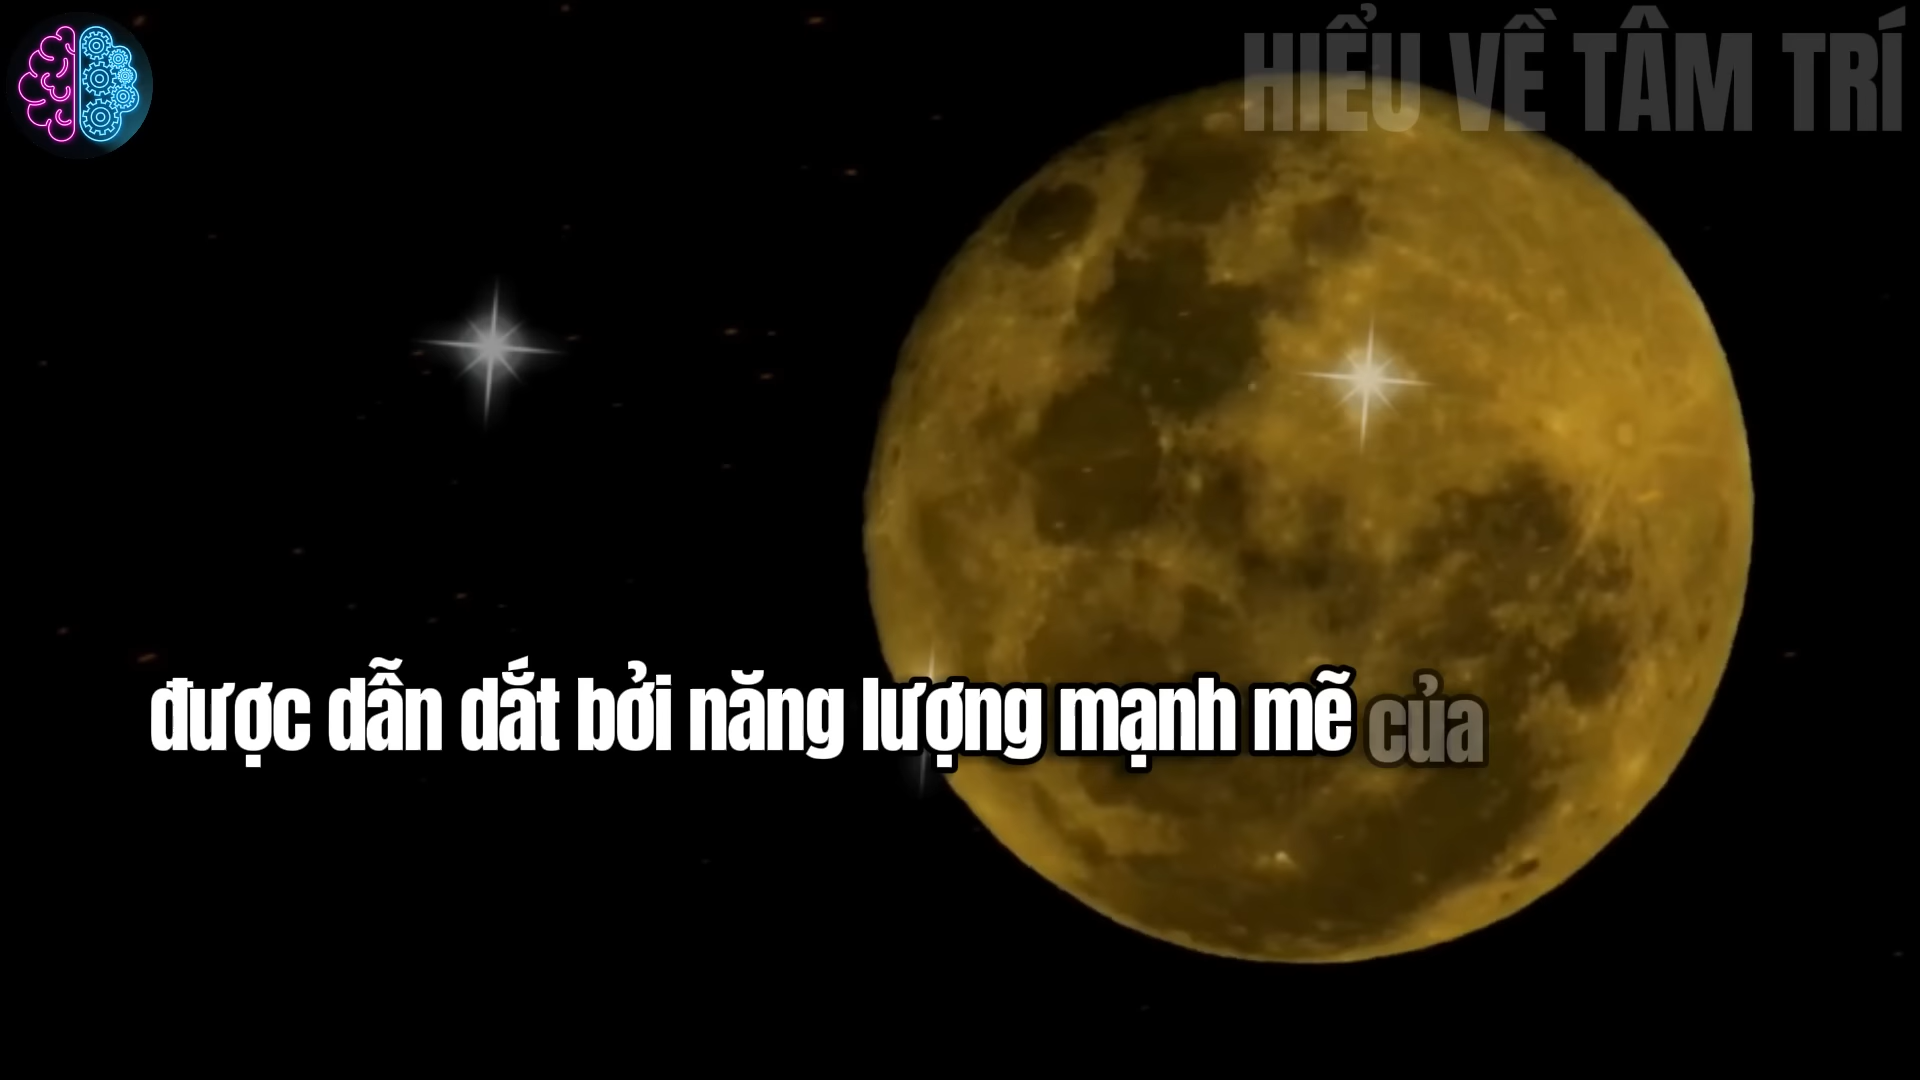 HIỂU VỀ TÂM TRÍ
được dẫn dắt bởi năng lượng mạnh mẽ của